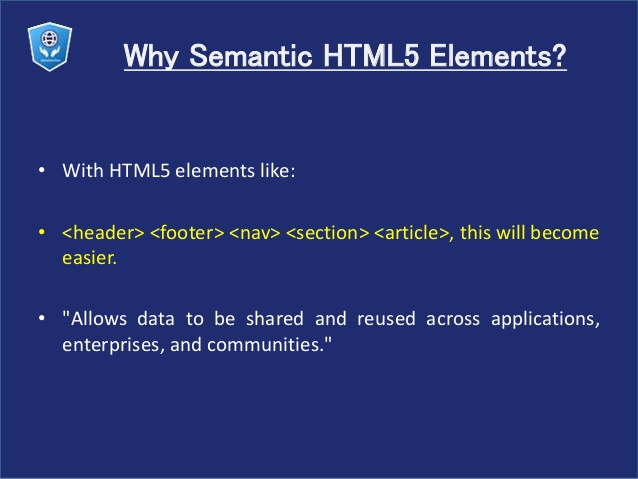 Why Semantic HTML5 Elements?
• With HTML5 elements like:
• <header> <footer> <nav> <section> <article>, this will become
easier.
• "Allows data to be shared and reused across applications,
enterprises, and communities."